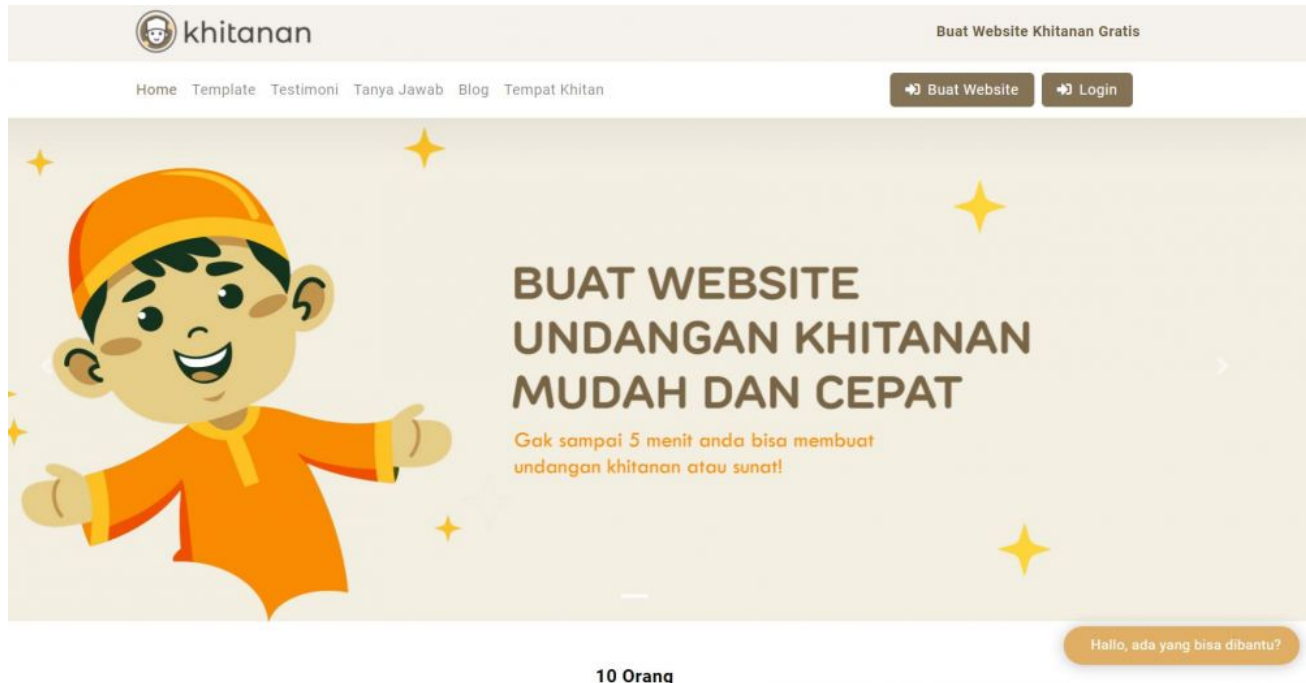 khitanan
Buat Website Khitanan Gratis
Home Template Testimoni Tanya Jawab Blog Tempat Khitan
Buat Website
Login
BUAT WEBSITE
UNDANGAN KHITANAN
MUDAH DAN CEPAT
Gak sampai 5 menit anda bisa membuat
undangan khitanan atau sunat!
Hallo, ada yang bisa dibantu?
10 Orang